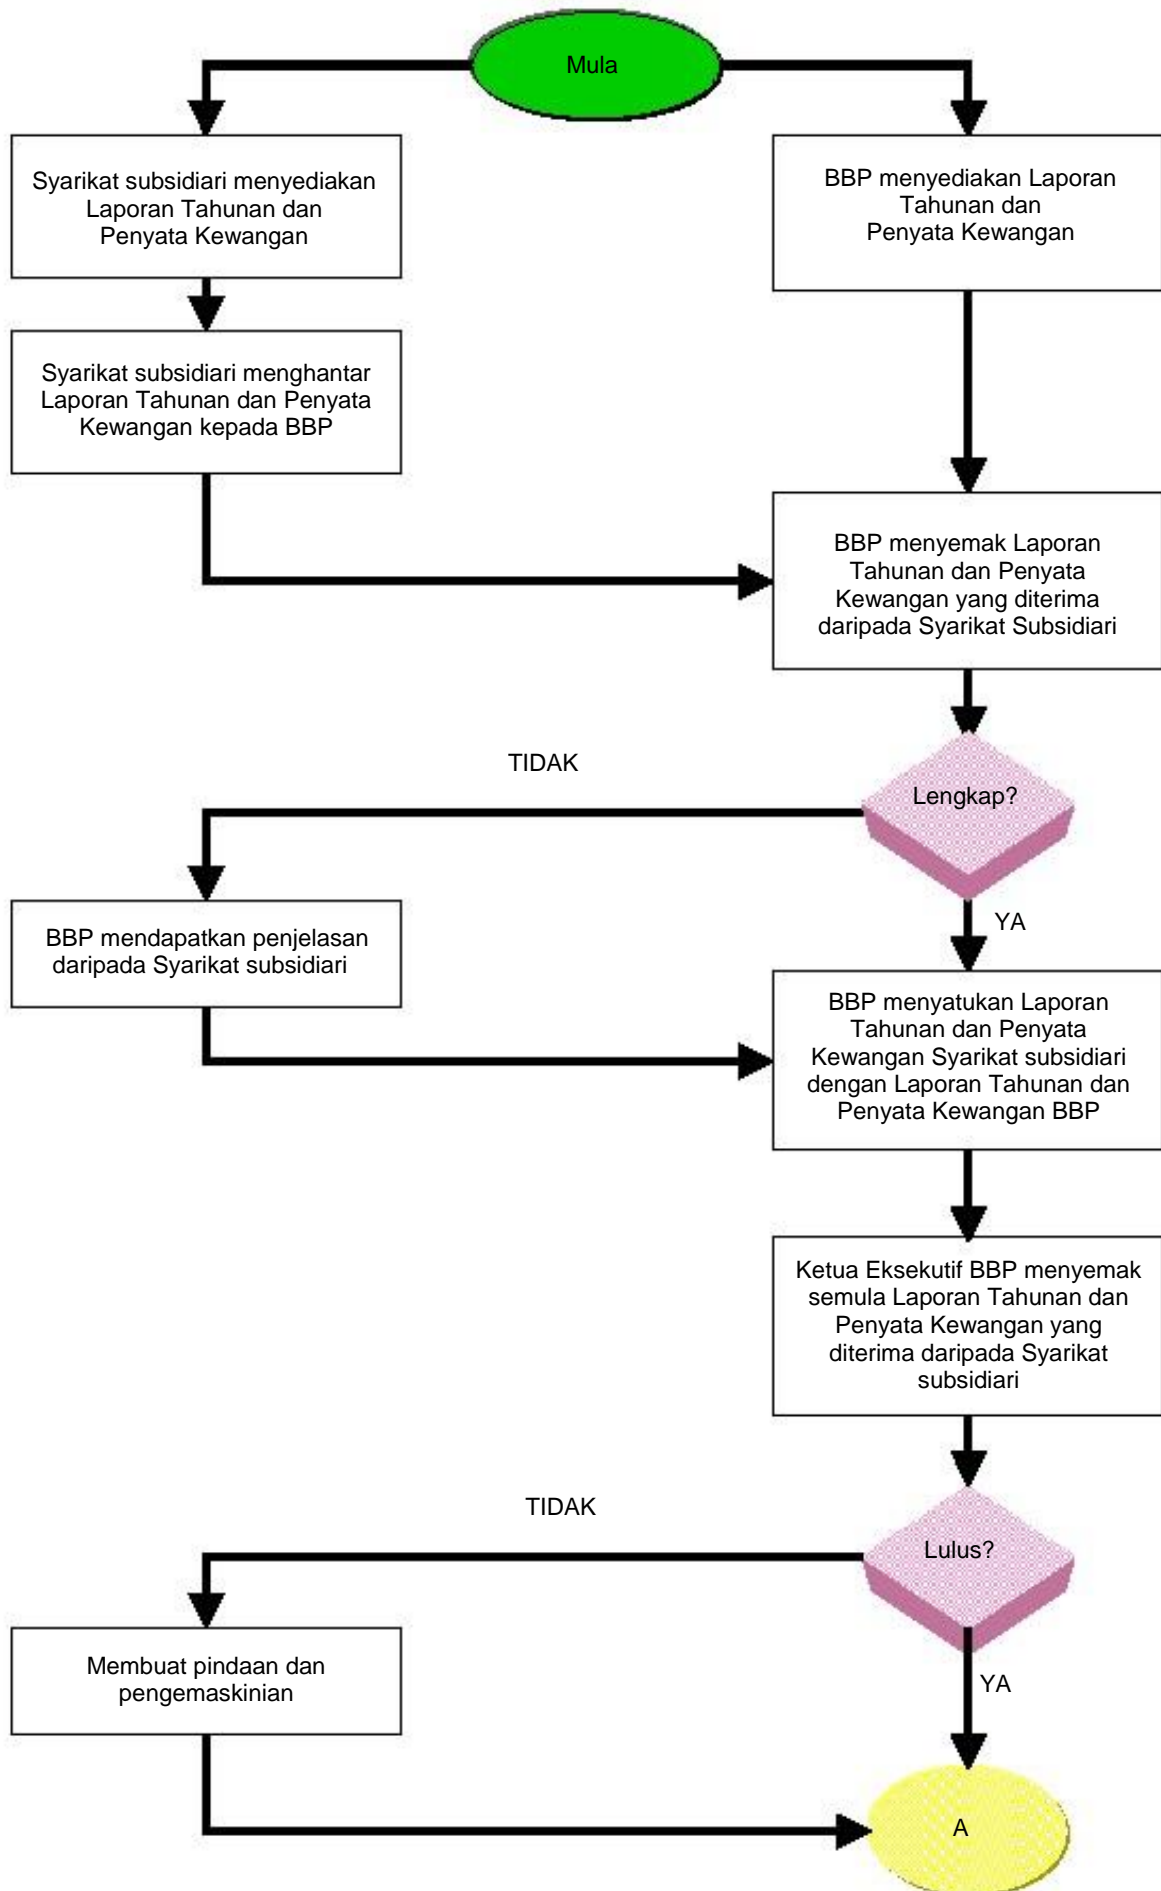 Mula
Syarikat subsidiari menyediakan
Laporan Tahunan dan
Penyata Kewangan
BBP menyediakan Laporan
Tahunan dan
Penyata Kewangan
Syarikat subsidiari menghantar
Laporan Tahunan dan Penyata
Kewangan kepada BBP
BBP menyemak Laporan
Tahunan dan Penyata
Kewangan yang diterima
daripada Syarikat Subsidiari
TIDAK
Lengkap?
YA
BBP mendapatkan penjelasan
daripada Syarikat subsidiari
BBP menyatukan Laporan
Tahunan dan Penyata
Kewangan Syarikat subsidiari
dengan Laporan Tahunan dan
Penyata Kewangan BBP
Ketua Eksekutif BBP menyemak
semula Laporan Tahunan dan
Penyata Kewangan yang
diterima daripada Syarikat
subsidiari
TIDAK
Lulus?
Membuat pindaan dan
pengemaskinian
YA
A